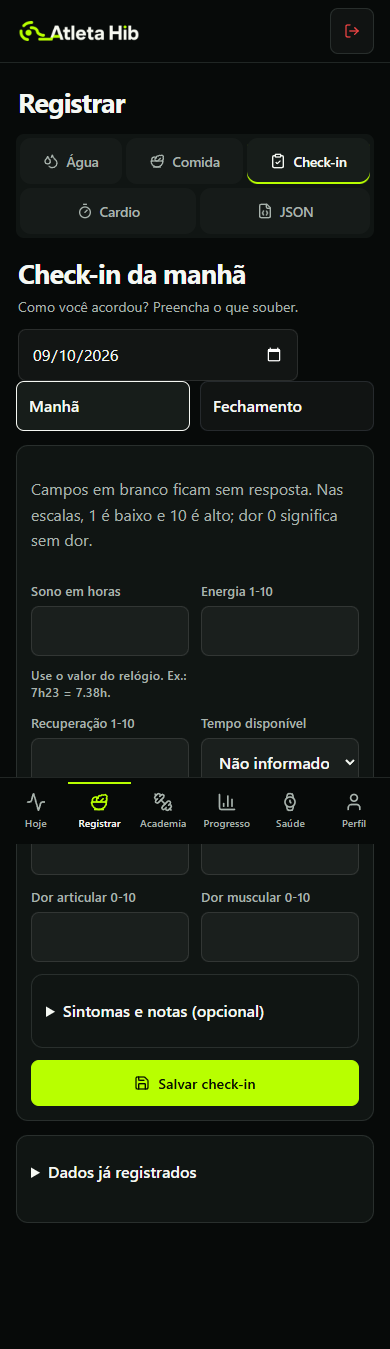 Atleta Hib
Registrar
Água
Comida
Check-in
Cardio
JSON
Check-in da manhã
Como você acordou? Preencha o que souber.
09/10/2026
Manhã
Fechamento
Campos em branco ficam sem resposta. Nas
escalas, 1 é baixo e 10 é alto; dor 0 significa
sem dor.
Sono em horas
Energia 1-10
Use o valor do relógio. Ex.:
7h23 = 7.38h.
Recuperação 1-10
Tempo disponível
Não informado
Hoje
Registrar
Academia
Progresso
Saúde
Perfil
Dor articular 0-10
Dor muscular 0-10
Sintomas e notas (opcional)
Salvar check-in
Dados já registrados